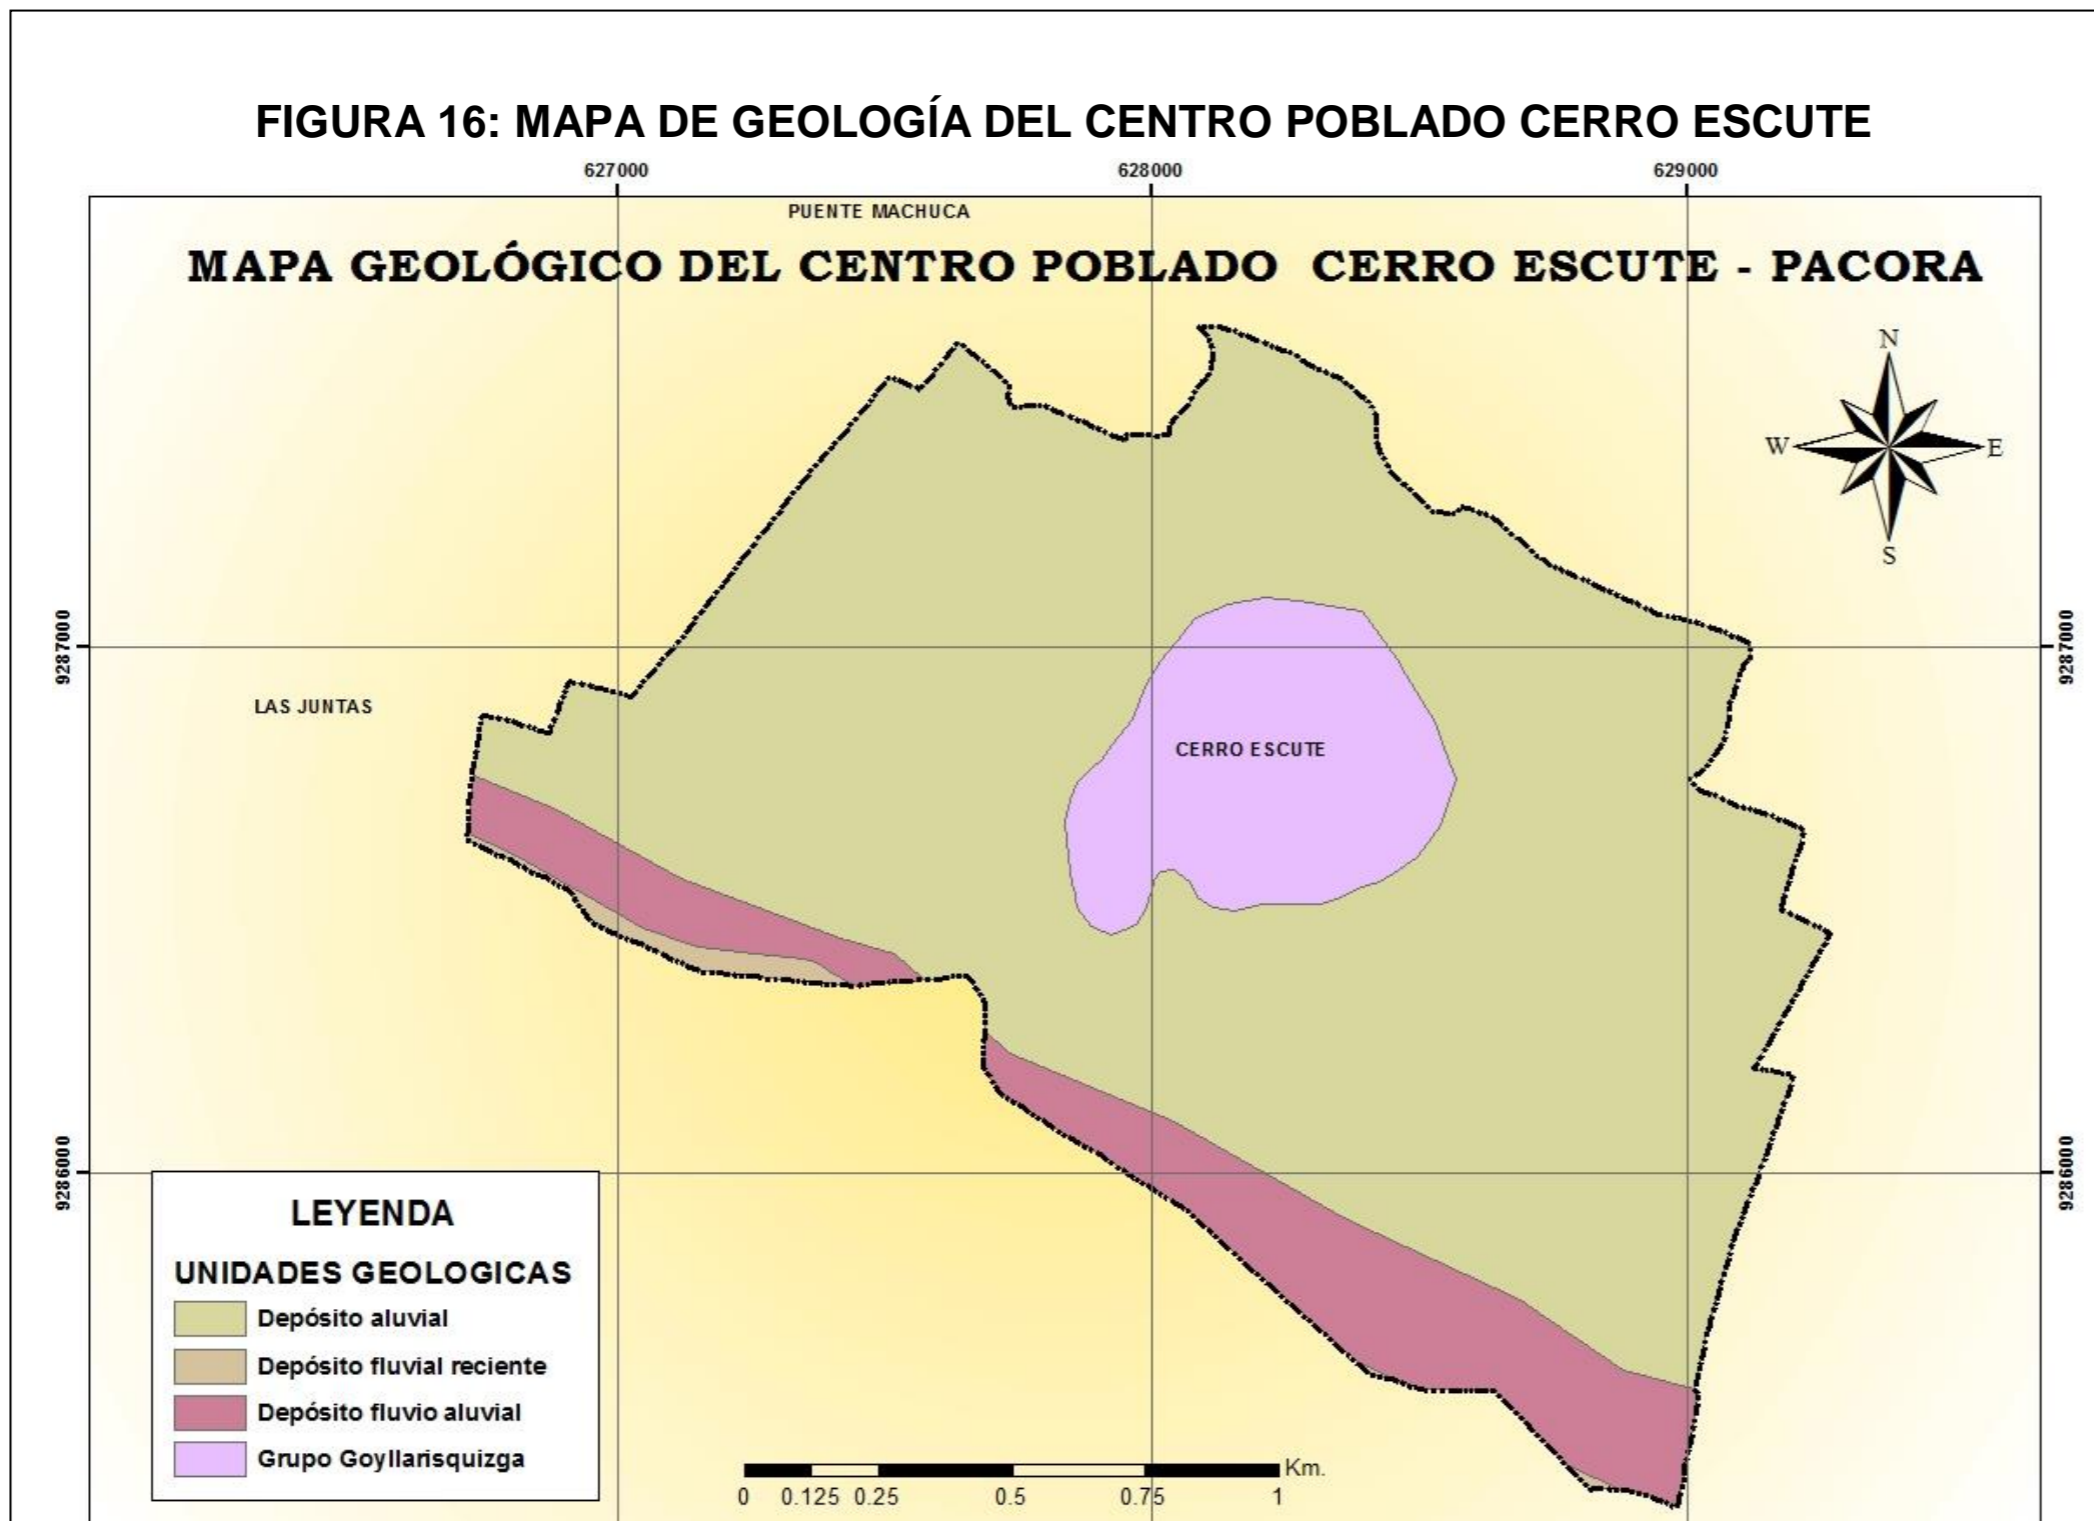 FIGURA 16: MAPA DE GEOLOGÍA DEL CENTRO POBLADO CERRO ESCUTE
627000 628000 629000
PUENTE MACHUCA
MAPA GEOLÓGICO DEL CENTRO POBLADO CERRO ESCUTE - PACORA
N
W E
S
9287000 9287000
LAS JUNTAS
CERRO ESCUTE
9286000 9286000
LEYENDA
UNIDADES GEOLOGICAS
Depósito aluvial
Depósito fluvial reciente
Depósito fluvio aluvial
Grupo Goyllarisquizga
Km.
0 0.125 0.25 0.5 0.75 1